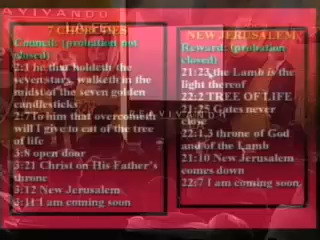 AVIVANDO
7 CHURCHES
Council: (probation not
closed)
2:1 he that holdeth the
seven stars, walketh in the
midst of the seven golden
candlesticks
2:7 To him that overcometh
will I give to eat of the tree
of life
3:8 open door
3:21 Christ on His Father's
throne
3:12 New Jerusalem
3:11 I am coming soon
NEW JERUSALEM
Reward: (probation
closed)
21:23 the Lamb is the
light thereof
22:2 TREE OF LIFE
21:25 Gates never
close
22:1,3 throne of God
and of the Lamb
21:10 New Jerusalem
comes down
22:7 I am coming soon
REAVIVANDO